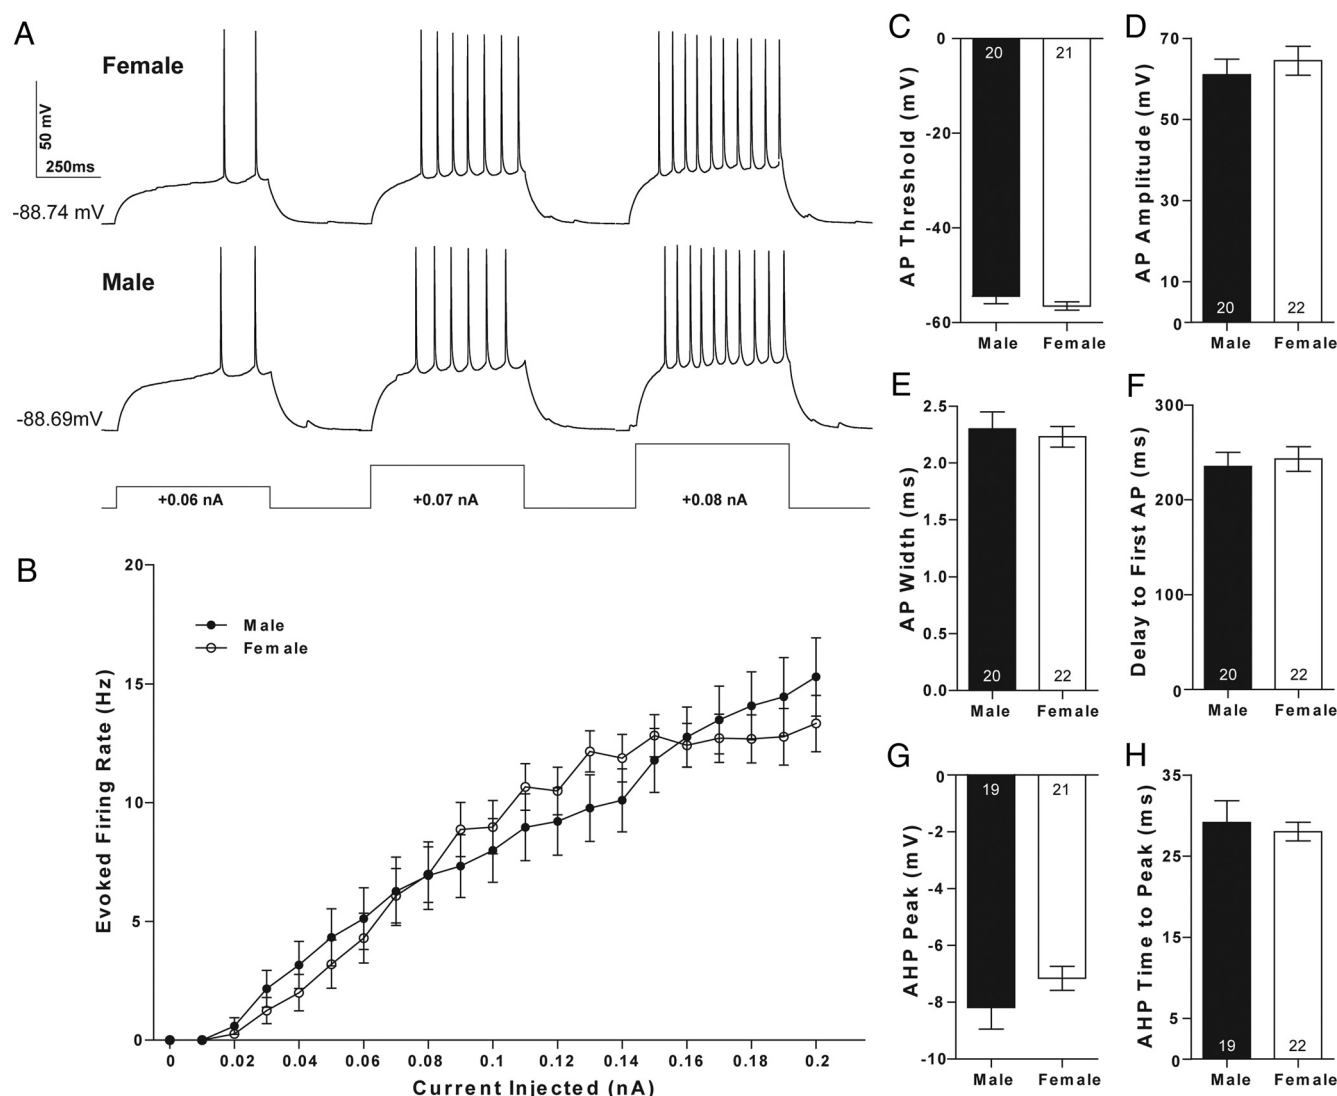 A
Female
50 mV
250ms
-88.74 mV
Male
-88.69mV
+0.06 nA
+0.07 nA
+0.08 nA
B
20
15
10
5
0
Evoked Firing Rate (Hz)
Male
Female
0 0.02 0.04 0.06 0.08 0.1 0.12 0.14 0.16 0.18 0.2
Current Injected (nA)
C
AP Threshold (mV)
0
-20
-40
-60
20 21
Male Female
D
AP Amplitude (mV)
70
50
30
10
0
20 22
Male Female
E
AP Width (ms)
2.5
2.0
1.5
1.0
0.5
0.0
20 22
Male Female
F
Delay to First AP (ms)
300
200
100
0
20 22
Male Female
G
AHP Peak (mV)
0
-2
-4
-6
-8
-10
19 21
Male Female
H
AHP Time to Peak (ms)
35
25
15
5
0
19 22
Male Female